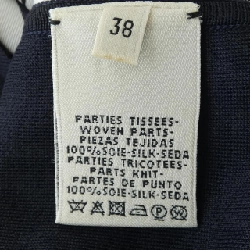 38
PARTIES TISSEES-
WOVEN PARTS-
PIEZAS TEJIDAS
100%SOIE-SILK-SEDA
PARTIES TRICOTEES-
PARTS KNIT-
PARTES DE PUNTO
100%SOIE-SILK-SEDA